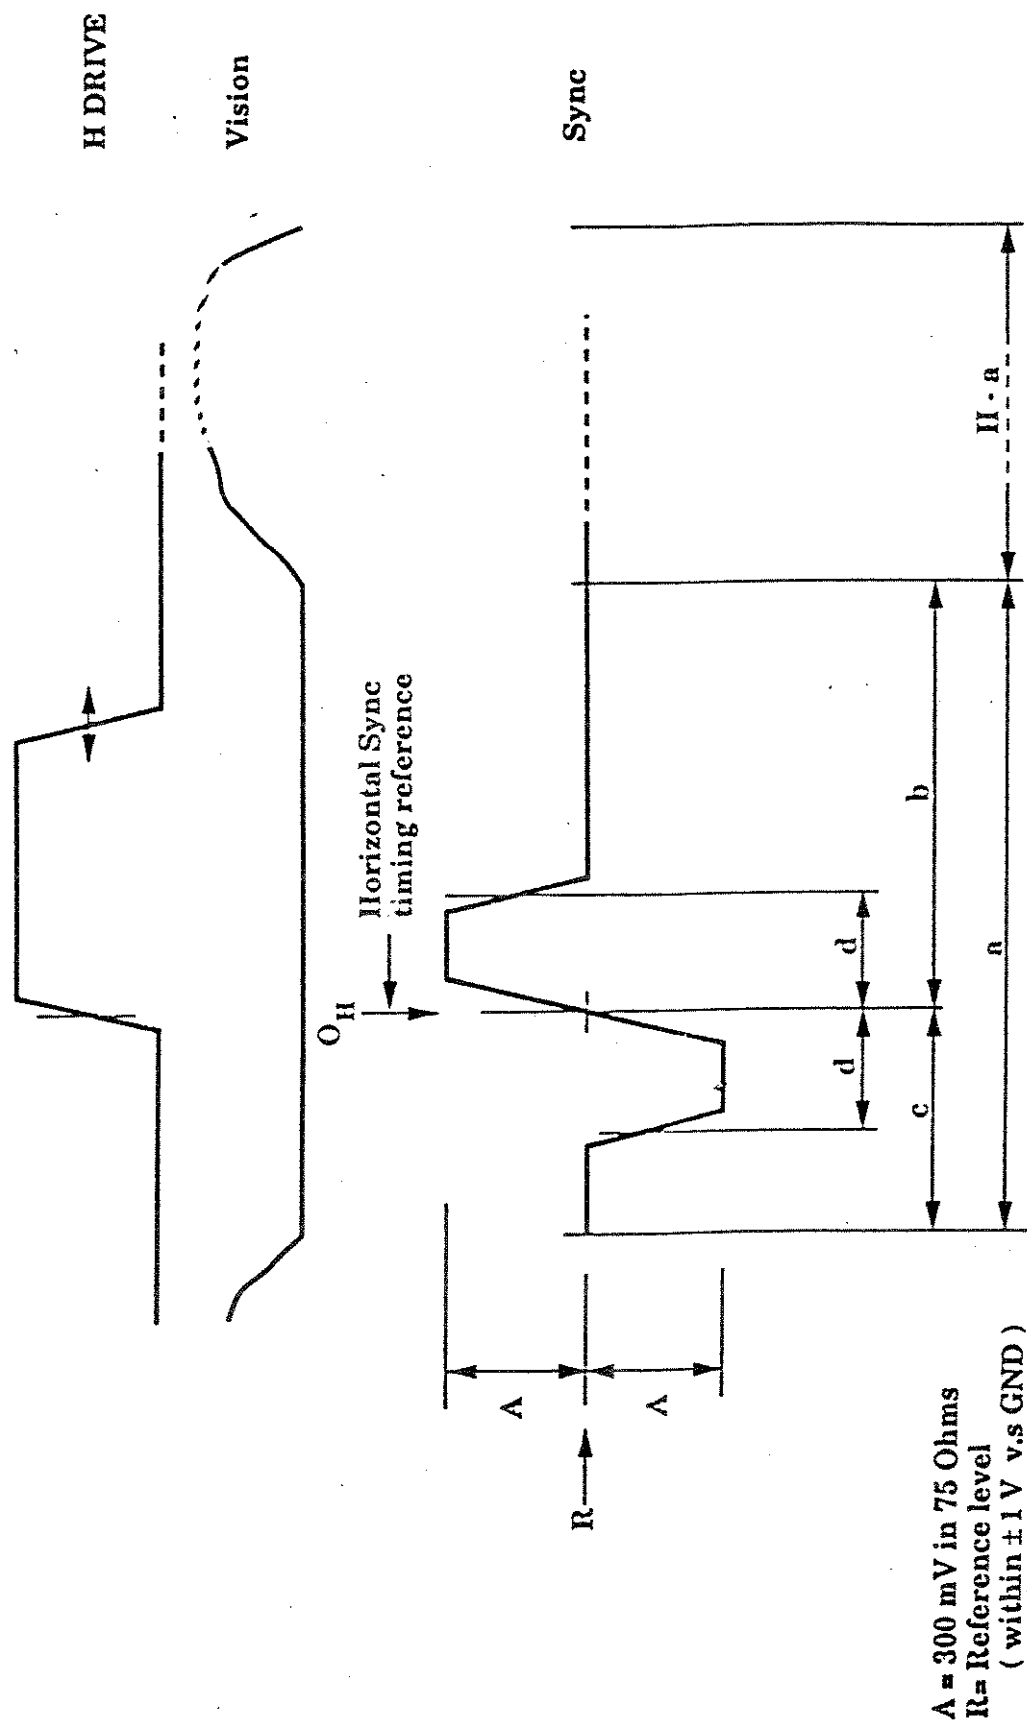 H DRIVE
Vision
O H
Horizontal Sync
timing reference
Sync
A
A
R
d
d
c
b
a
H - a
A = 300 mV in 75 Ohms
R= Reference level
( within ± 1 V v.s GND )